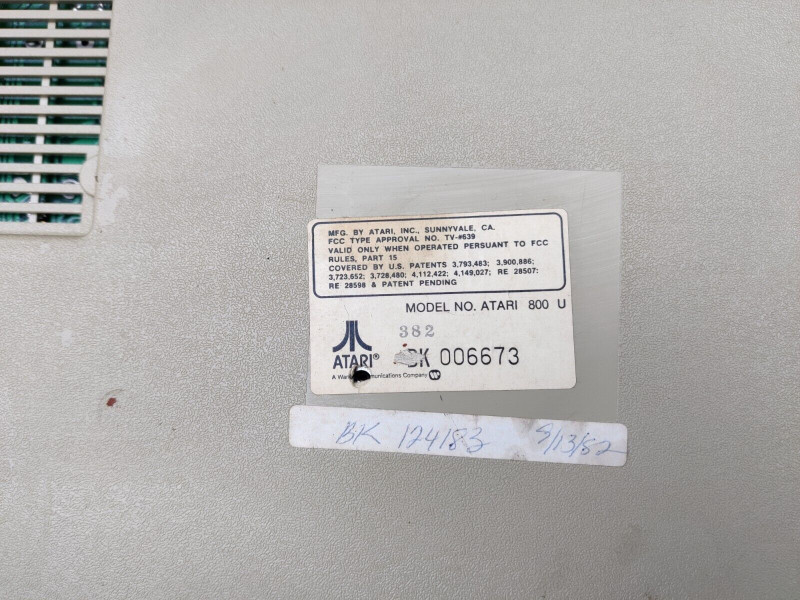 MFG. BY ATARI, INC., SUNNYVALE, CA.
FCC TYPE APPROVAL NO. TV-#639
VALID ONLY WHEN OPERATED PERSUANT TO FCC
RULES, PART 15
COVERED BY U.S. PATENTS 3,793,483; 3,900,886;
3,723,652; 3,728,480; 4,112,422; 4,149,027; RE 28507;
RE 28598 & PATENT PENDING
MODEL NO. ATARI 800 U
382
ATARI®
BK 006673
A Communications Company
BK 124183 5/13/82